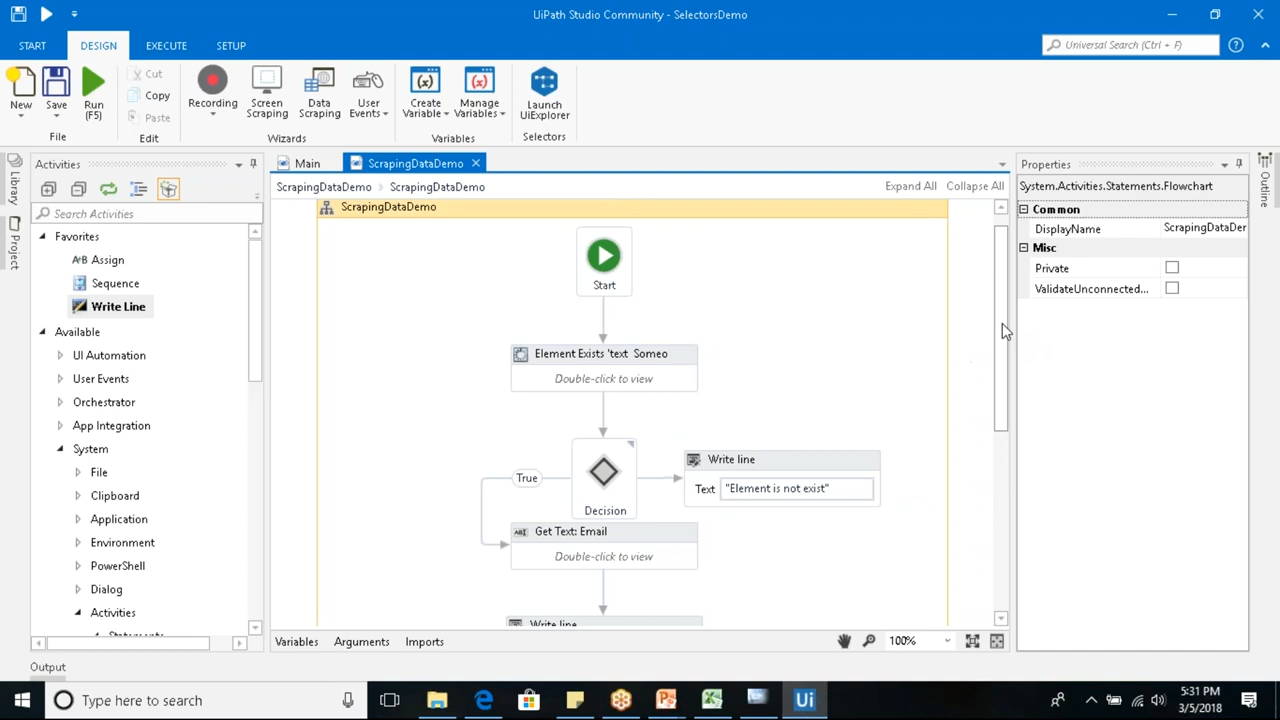 UiPath Studio Community - SelectorsDemo
START
DESIGN
EXECUTE
SETUP
Universal Search (Ctrl + F)
New
Save
Run
(F5)
File
Cut
Copy
Paste
Edit
Recording
Screen
Scraping
Data
Scraping
User
Events
Wizards
Create
Variable
Manage
Variables
Variables
Launch
UiExplorer
Selectors
Library
Project
Activities
Search Activities
Favorites
A+B Assign
Sequence
Write Line
Available
UI Automation
User Events
Orchestrator
App Integration
System
File
Clipboard
Application
Environment
PowerShell
Dialog
Activities
Main
ScrapingDataDemo
ScrapingDataDemo > ScrapingDataDemo
Expand All
Collapse All
ScrapingDataDemo
Start
Element Exists 'text Someo
Double-click to view
True
Decision
Write line
Text "Element is not exist"
Get Text: Email
Double-click to view
Write line
Variables
Arguments
Imports
100%
Properties
System.Activities.Statements.Flowchart
Common
DisplayName ScrapingDataDer
Misc
Private
ValidateUnconnected...
Outline
Output
Type here to search
Ui
5:31 PM
3/5/2018